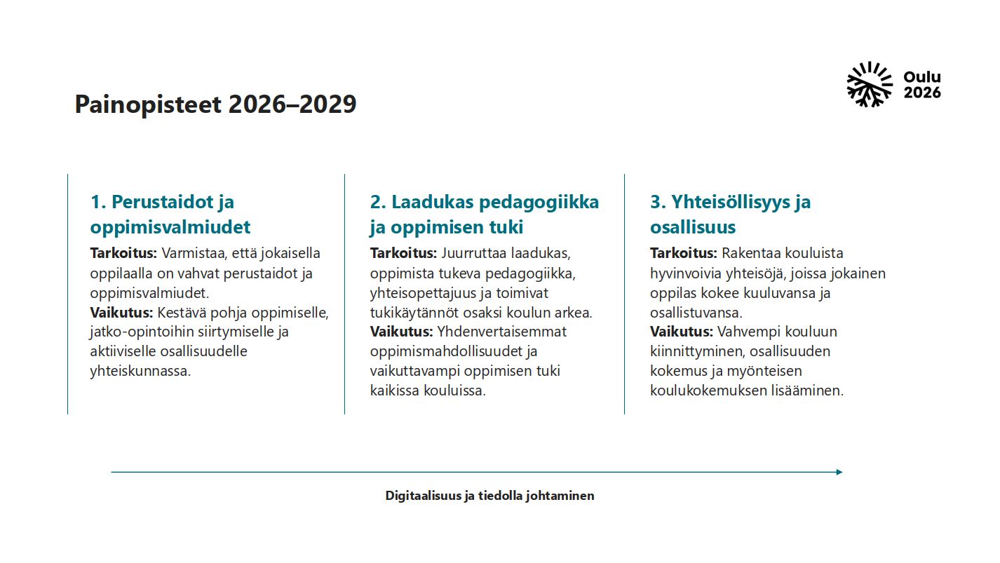 Painopisteet 2026–2029
Oulu
2026
1. Perustaidot ja
oppimisvalmiudet
Tarkoitus: Varmistaa, että jokaisella
oppilaalla on vahvat perustaidot ja
oppimisvalmiudet.
Vaikutus: Kestävä pohja oppimiselle,
jatko-opintoihin siirtymiselle ja
aktiiviselle osallisuudelle
yhteiskunnassa.
2. Laadukas pedagogiikka
ja oppimisen tuki
Tarkoitus: Juurruttaa laadukas,
oppimista tukeva pedagogiikka,
yhteisopettajuus ja toimivat
tukikäytännöt osaksi koulun arkea.
Vaikutus: Yhdenvertaisemmat
oppimismahdollisuudet ja
vaikuttavampi oppimisen tuki
kaikissa kouluissa.
3. Yhteisöllisyys ja
osallisuus
Tarkoitus: Rakentaa kouluista
hyvinvoivia yhteisöjä, joissa jokainen
oppilas kokee kuuluvansa ja
osallistuvansa.
Vaikutus: Vahvempi kouluun
kiinnittyminen, osallisuuden
kokemus ja myönteisen
koulukokemuksen lisääminen.
Digitaalisuus ja tiedolla johtaminen